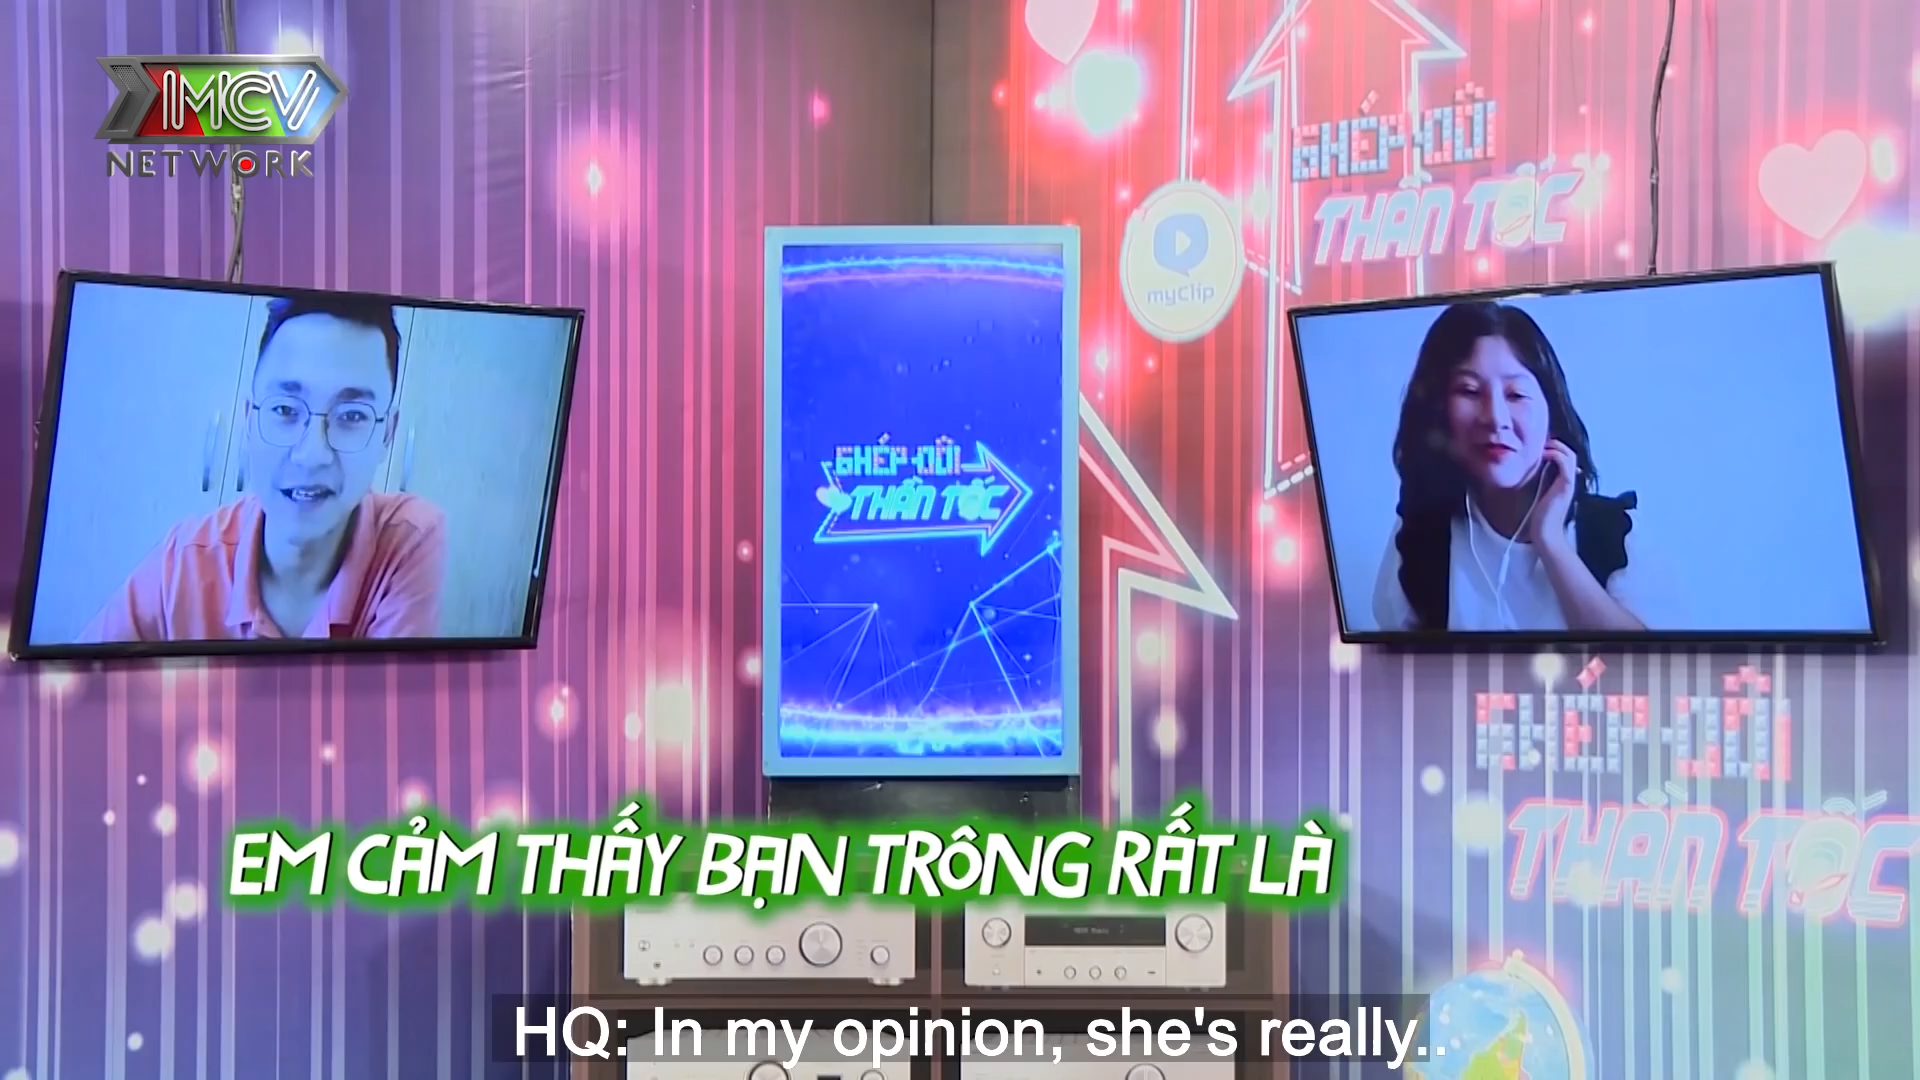 MCV
NETWORK
GHÉP ĐÔI
THẦN TỐC
myclip
GHÉP ĐÔI
THẦN TỐC
GHÉP ĐÔI
THẦN TỐC
EM CẢM THẤY BẠN TRÔNG RẤT LÀ
HQ: In my opinion, she's really..